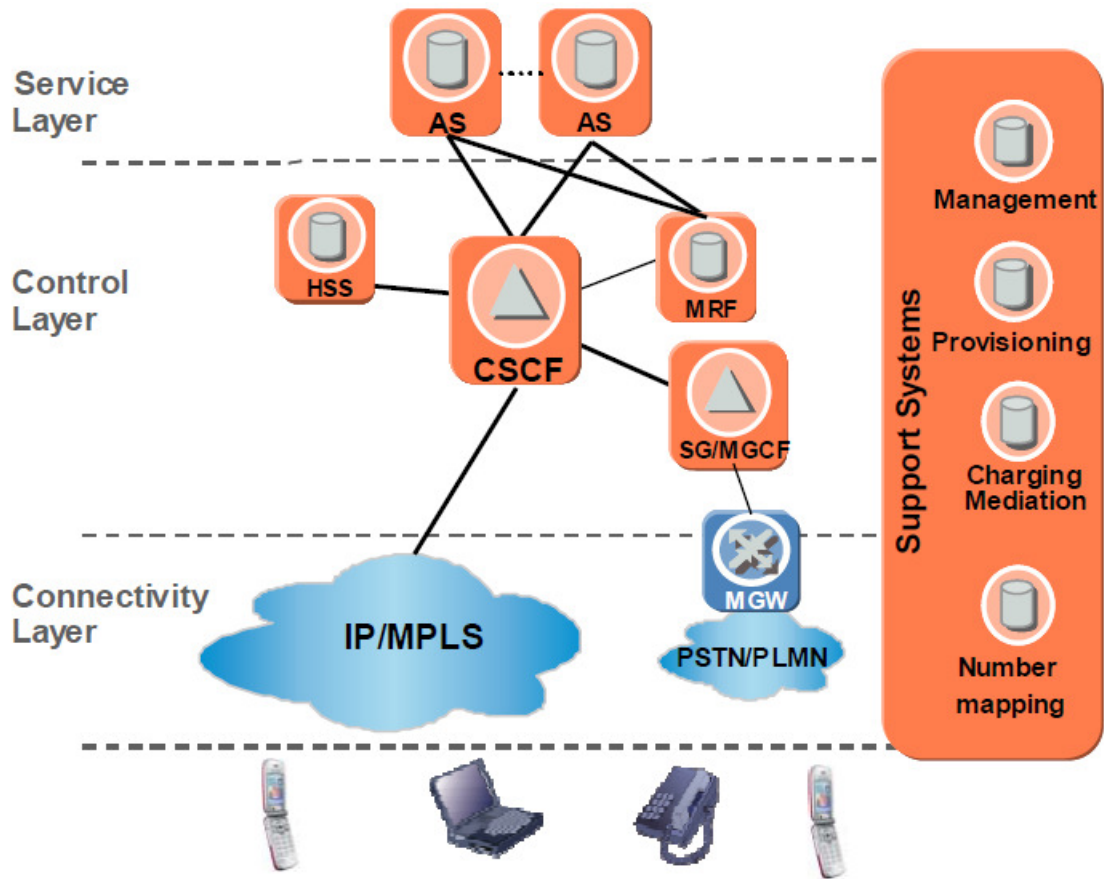 Service
Layer
AS
AS
Control
Layer
HSS
CSCF
MRF
SG/MGCF
Connectivity
Layer
IP/MPLS
MGW
PSTN/PLMN
Support Systems
Management
Provisioning
Charging
Mediation
Number
mapping